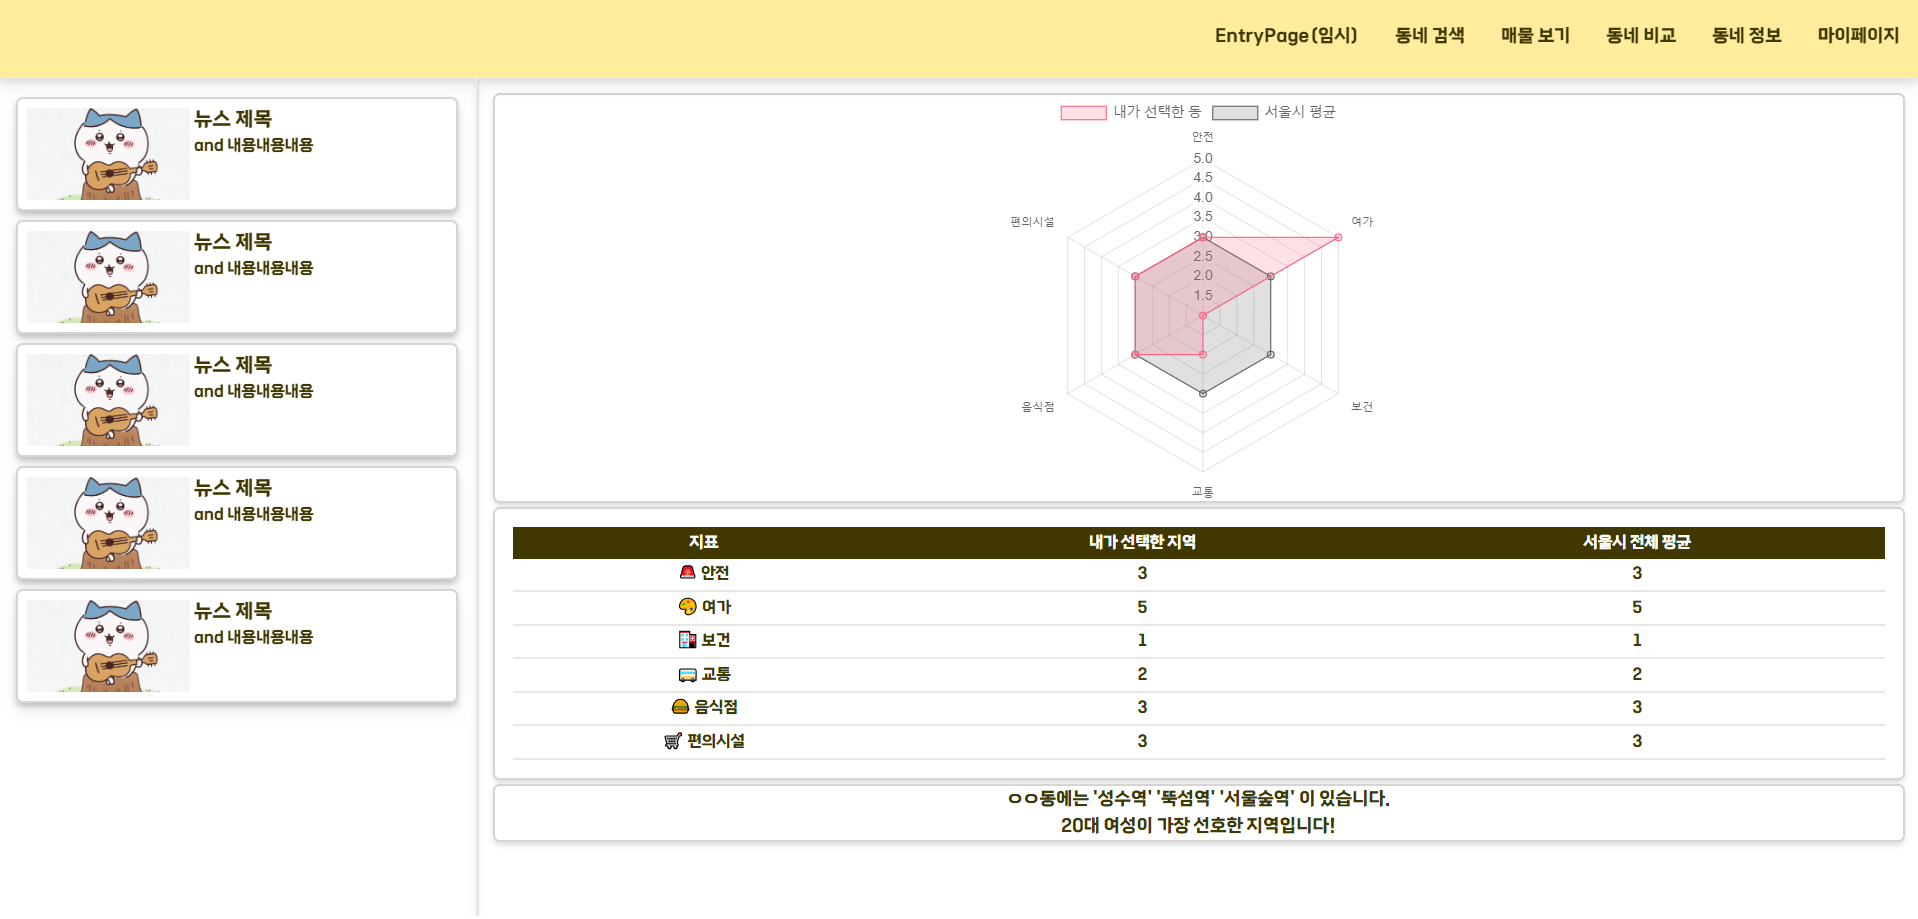 EntryPage(임시) 동네 검색 매물 보기 동네 비교 동네 정보 마이페이지
뉴스 제목
and 내용내용내용
뉴스 제목
and 내용내용내용
뉴스 제목
and 내용내용내용
뉴스 제목
and 내용내용내용
뉴스 제목
and 내용내용내용
내가 선택한 동 서울시 평균
안전
5.0
4.5
4.0
3.5
3.0
2.5
2.0
1.5
편의시설 여가
음식점 보건
교통
지표 내가 선택한 지역 서울시 전체 평균
🚨 안전 3 3
🎨 여가 5 5
🏥 보건 1 1
🚌 교통 2 2
🍔 음식점 3 3
🛒 편의시설 3 3
ㅇㅇ동에는 '성수역' '뚝섬역' '서울숲역' 이 있습니다.
20대 여성이 가장 선호한 지역입니다!